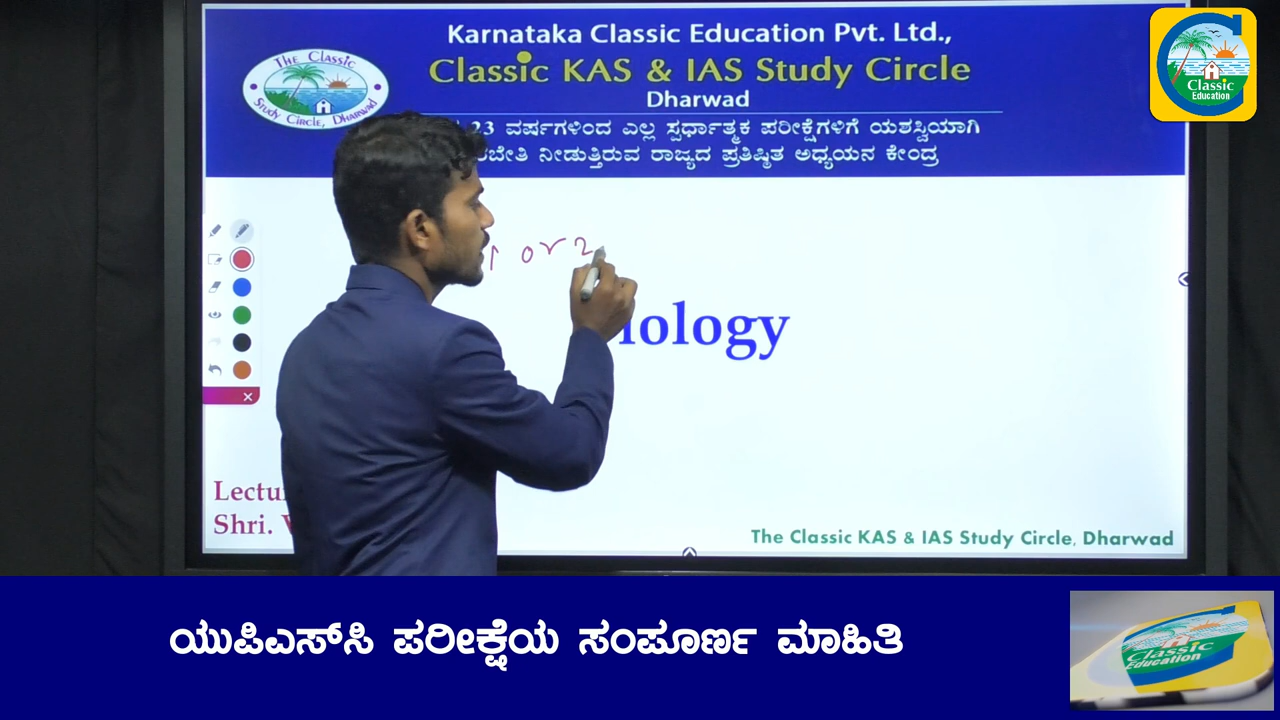 Karnataka Classic Education Pvt. Ltd.,
Classic KAS & IAS Study Circle
Dharwad
23 ವರ್ಷಗಳಿಂದ ಎಲ್ಲ ಸ್ಪರ್ಧಾತ್ಮಕ ಪರೀಕ್ಷೆಗಳಿಗೆ ಯಶಸ್ವಿಯಾಗಿ
ನೀಡುತ್ತಿರುವ ರಾಜ್ಯದ ಪ್ರತಿಷ್ಠಿತ ಅಧ್ಯಯನ ಕೇಂದ್ರ
The Classic
Study Circle, Dharwad
Classic
Education
1 or 2
iology
Lectu
Shri.
The Classic KAS & IAS Study Circle, Dharwad
ಯುಪಿಎಸ್‌ಸಿ ಪರೀಕ್ಷೆಯ ಸಂಪೂರ್ಣ ಮಾಹಿತಿ
Classic
Education